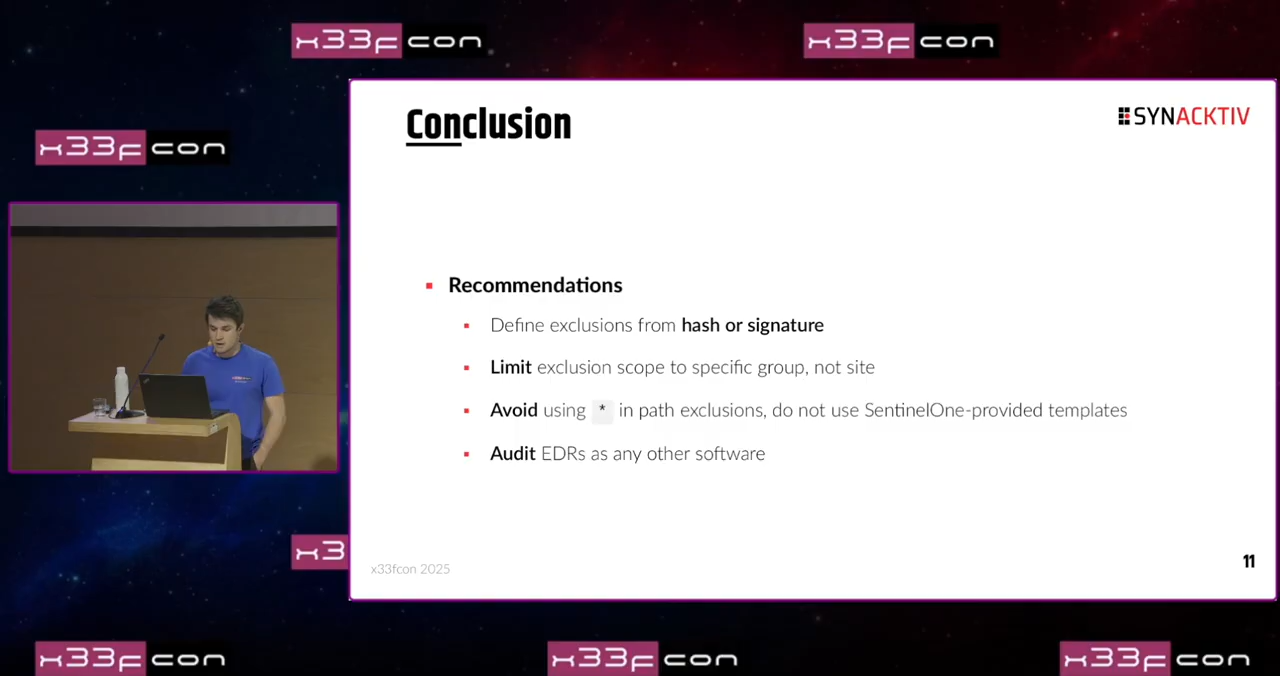 x33fcon
x33fcon
x33fcon
Conclusion
SYNACKTIV
Recommendations
Define exclusions from hash or signature
Limit exclusion scope to specific group, not site
Avoid using * in path exclusions, do not use SentinelOne-provided templates
Audit EDRs as any other software
x3
x33fcon 2025
11
x33fcon
x33fcon
x33fcon